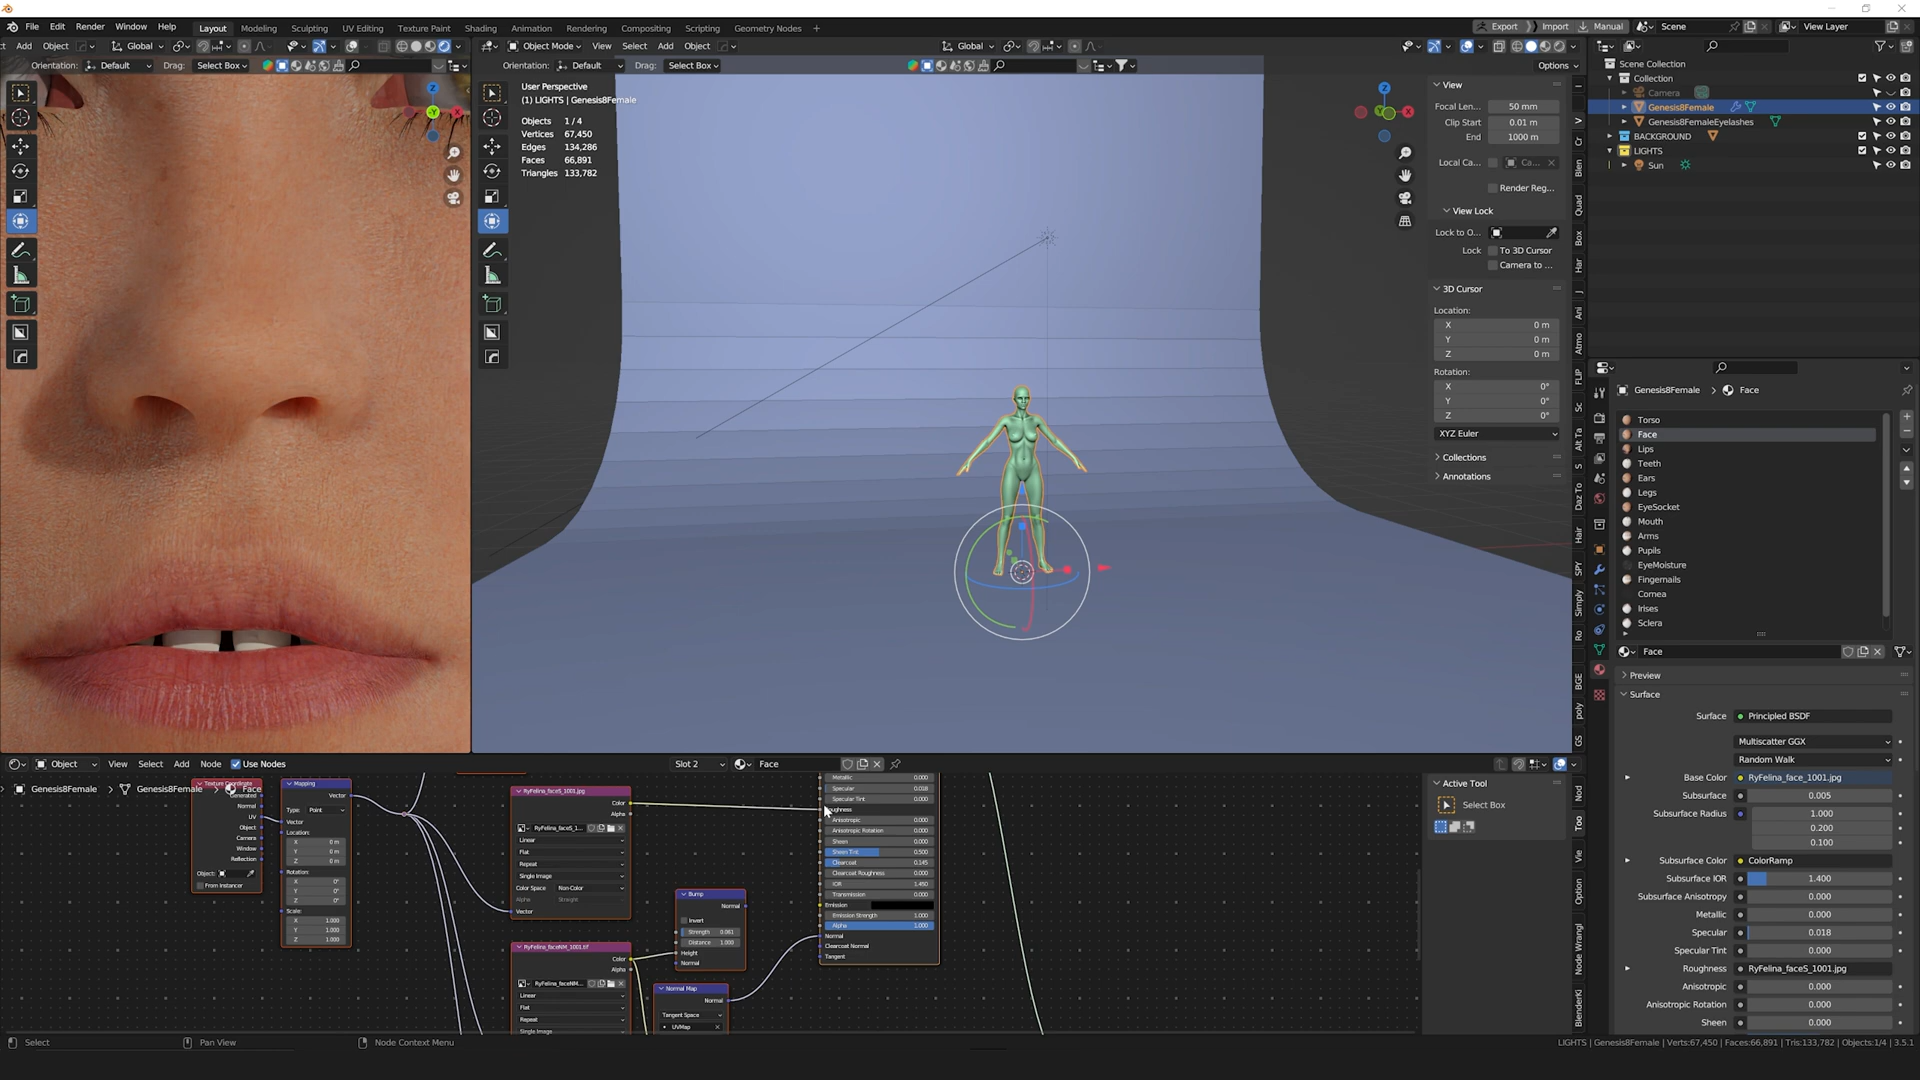 File Edit Render Window Help Layout Modeling Sculpting UV Editing Texture Paint Shading Animation Rendering Compositing Scripting Geometry Nodes + Export Import Manual Scene View Layer
Add Object Global Object Mode View Select Add Object Global
Orientation: Default Drag: Select Box Orientation: Default Drag: Select Box Options
User Perspective
(1) LIGHTS | Genesis8Female
Objects 1 / 4
Vertices 67,450
Edges 134,286
Faces 66,891
Triangles 133,782
View
Focal Len... 50 mm
Clip Start 0.01 m
End 1000 m
Local Ca... Ca...
Render Reg...
View Lock
Lock to O...
Lock To 3D Cursor
Camera to ...
3D Cursor
Location:
X 0 m
Y 0 m
Z 0 m
Rotation:
X 0°
Y 0°
Z 0°
XYZ Euler
Collections
Annotations
Scene Collection
Collection
Camera
Genesis8Female
Genesis8FemaleEyelashes
BACKGROUND
LIGHTS
Sun
Genesis8Female > Face
Torso
Face
Lips
Teeth
Ears
Legs
EyeSocket
Mouth
Arms
Pupils
EyeMoisture
Fingernails
Cornea
Irises
Sclera
Face
Preview
Surface
Surface Principled BSDF
Multiscatter GGX
Random Walk
Base Color RyFelina_face_1001.jpg
Subsurface 0.005
Subsurface Radius 1.000
0.200
0.100
Subsurface Color ColorRamp
Subsurface IOR 1.400
Subsurface Anisotropy 0.000
Metallic 0.000
Specular 0.018
Specular Tint 0.000
Roughness RyFelina_faceS_1001.jpg
Anisotropic 0.000
Anisotropic Rotation 0.000
Sheen 0.000
Object View Select Add Node Use Nodes Slot 2 Face
Genesis8Female > Genesis8Female > Face
Texture Coordinate
Generated
Normal
UV
Object
Camera
Window
Reflection
Object:
From Instancer
Mapping
Vector
Type: Point
Vector
Location:
X 0 m
Y 0 m
Z 0 m
Rotation:
X 0°
Y 0°
Z 0°
Scale:
X 1.000
Y 1.000
Z 1.000
RyFelina_faceS_1001.jpg
Color
Alpha
RyFelina_faceS_1...
Linear
Flat
Repeat
Single Image
Color Space Non-Color
Alpha Straight
Vector
RyFelina_faceNM_1001.tif
Color
Alpha
RyFelina_faceNM...
Linear
Flat
Repeat
Single Image
Bump
Normal
Invert
Strength 0.061
Distance 1.000
Height
Normal
Normal Map
Normal
Tangent Space
UVMap
Metallic 0.000
Specular 0.018
Specular Tint 0.000
Anisotropic 0.000
Anisotropic Rotation 0.000
Sheen 0.000
Sheen Tint 0.500
Clearcoat 0.145
Clearcoat Roughness 0.000
IOR 1.450
Transmission 0.000
Emission
Emission Strength 1.000
Alpha 1.000
Normal
Clearcoat Normal
Tangent
Active Tool
Select Box
Select Pan View Node Context Menu
LIGHTS | Genesis8Female | Verts:67,450 | Faces:66,891 | Tris:133,782 | Objects:1/4 | 3.5.1